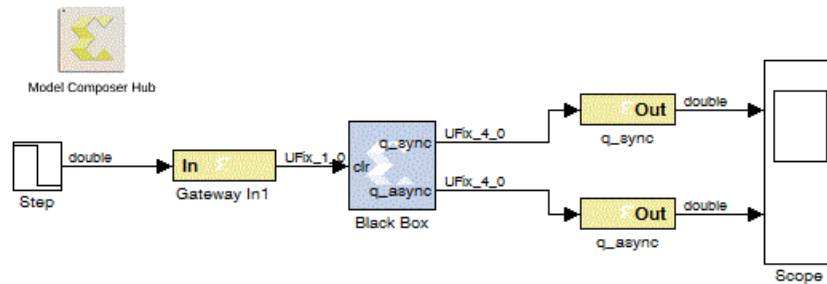 Model Composer Hub
Step
double
In
Gateway In1
UFix_1_0
clr
q_sync
q_async
Black Box
UFix_4_0
UFix_4_0
Out
q_sync
double
Out
q_async
double
Scope